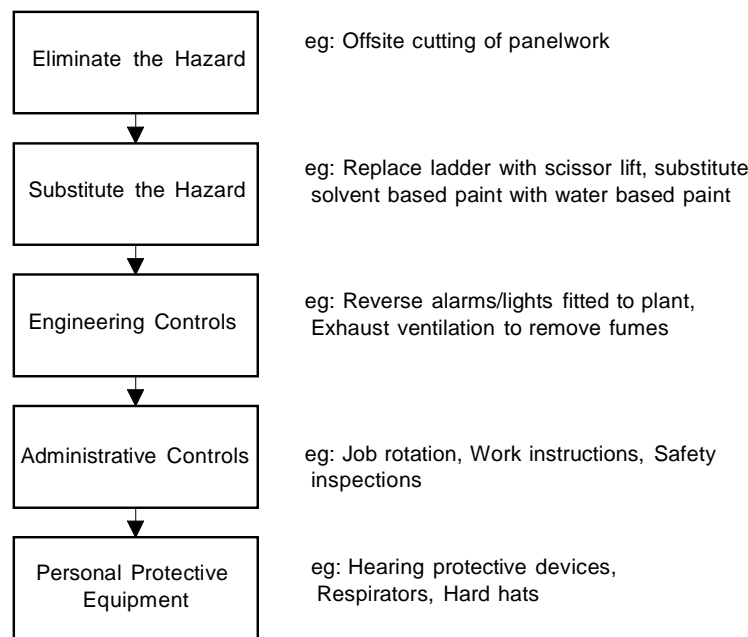 Eliminate the Hazard
eg: Offsite cutting of panelwork
Substitute the Hazard
eg: Replace ladder with scissor lift, substitute
solvent based paint with water based paint
Engineering Controls
eg: Reverse alarms/lights fitted to plant,
Exhaust ventilation to remove fumes
Administrative Controls
eg: Job rotation, Work instructions, Safety
inspections
Personal Protective
Equipment
eg: Hearing protective devices,
Respirators, Hard hats